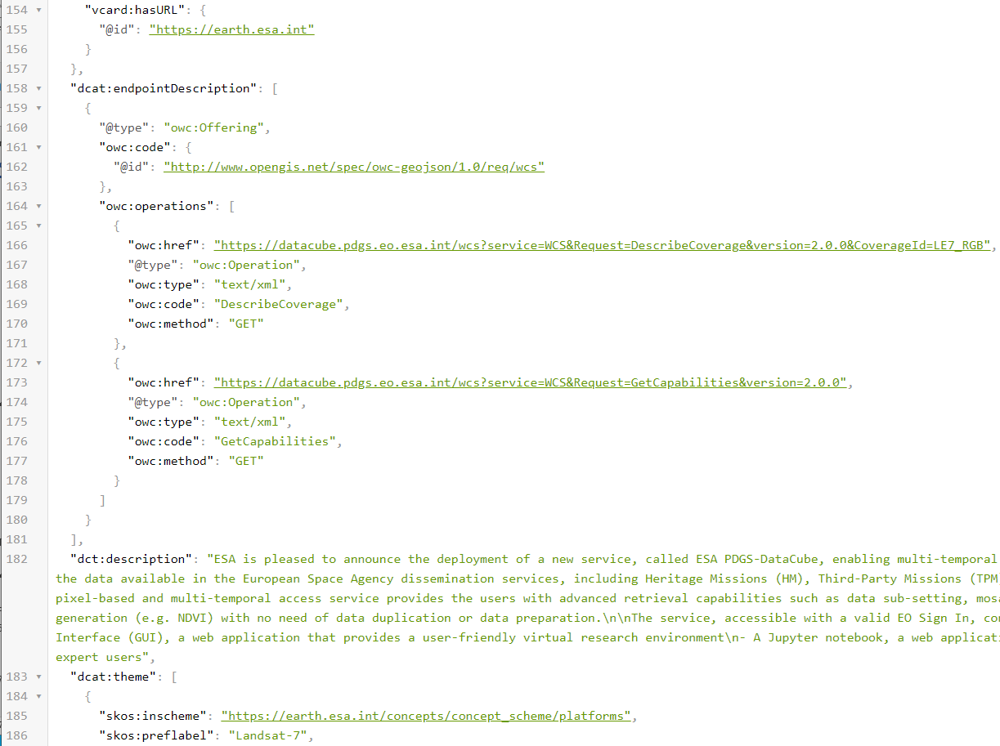 154 ▾ "vcard:hasURL": {
155 "@id": "https://earth.esa.int"
156 }
157 },
158 ▾ "dcat:endpointDescription": [
159 ▾ {
160 "@type": "owc:Offering",
161 ▾ "owc:code": {
162 "@id": "http://www.opengis.net/spec/owc-geojson/1.0/req/wcs"
163 },
164 ▾ "owc:operations": [
165 ▾ {
166 "owc:href": "https://datacube.pdgs.eo.esa.int/wcs?service=WCS&Request=DescribeCoverage&version=2.0.0&CoverageId=LE7_RGB",
167 "@type": "owc:Operation",
168 "owc:type": "text/xml",
169 "owc:code": "DescribeCoverage",
170 "owc:method": "GET"
171 },
172 ▾ {
173 "owc:href": "https://datacube.pdgs.eo.esa.int/wcs?service=WCS&Request=GetCapabilities&version=2.0.0",
174 "@type": "owc:Operation",
175 "owc:type": "text/xml",
176 "owc:code": "GetCapabilities",
177 "owc:method": "GET"
178 }
179 ]
180 }
181 ],
182 "dct:description": "ESA is pleased to announce the deployment of a new service, called ESA PDGS-DataCube, enabling multi-temporal
the data available in the European Space Agency dissemination services, including Heritage Missions (HM), Third-Party Missions (TPM
pixel-based and multi-temporal access service provides the users with advanced retrieval capabilities such as data sub-setting, mosa
generation (e.g. NDVI) with no need of data duplication or data preparation.\n\nThe service, accessible with a valid EO Sign In, co
Interface (GUI), a web application that provides a user-friendly virtual research environment\n- A Jupyter notebook, a web applicati
expert users",
183 ▾ "dcat:theme": [
184 ▾ {
185 "skos:inscheme": "https://earth.esa.int/concepts/concept_scheme/platforms",
186 "skos:preflabel": "Landsat-7",